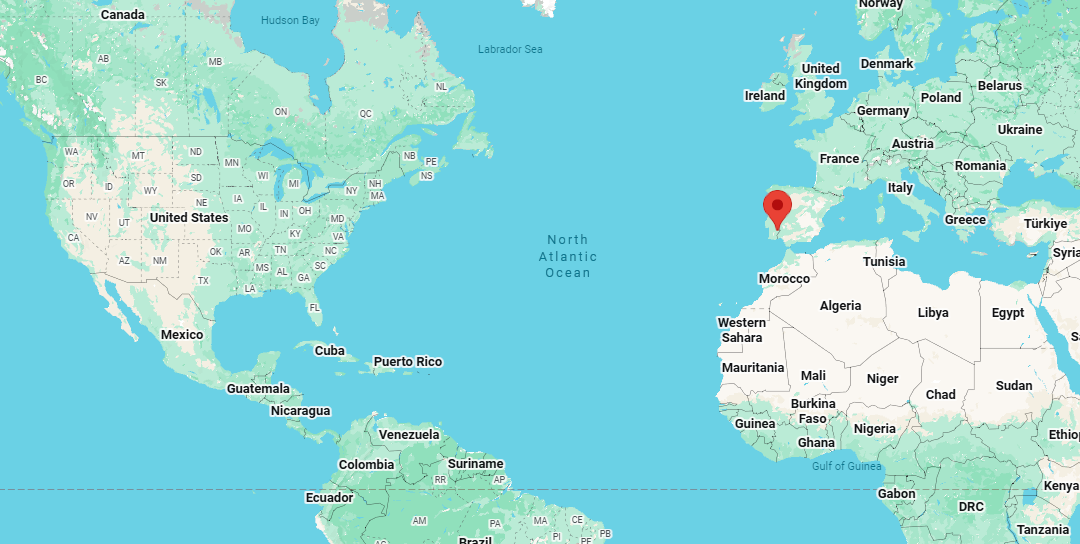 Canada
Hudson Bay
Norway
Labrador Sea
AB
MB
BC
SK
NL
ON
QC
United
Kingdom
Denmark
Ireland
Belarus
Poland
Germany
Ukraine
Austria
France
Romania
Italy
Greece
Türkiye
Syria
WA
MT
ND
MN
NB
PE
NS
OR
ID
WY
SD
WI
MI
NY
NH
MA
NE
IA
IL
IN
OH
NV
UT
United States
MO
KY
MD
VA
CA
AZ
NM
OK
AR
TN
NC
MS
AL
SC
GA
TX
LA
FL
North
Atlantic
Ocean
Tunisia
Morocco
Algeria
Libya
Egypt
Western
Sahara
Mauritania
Mali
Niger
Chad
Sudan
Sa
Mexico
Cuba
Puerto Rico
Guatemala
Nicaragua
Burkina
Faso
Guinea
Nigeria
Ghana
Ethiop
Gulf of Guinea
Venezuela
Colombia
Suriname
RR
AP
Ecuador
Gabon
Kenya
DRC
Tanzania
AM
PA
MA
CE
PI
PB
AC
Brazil